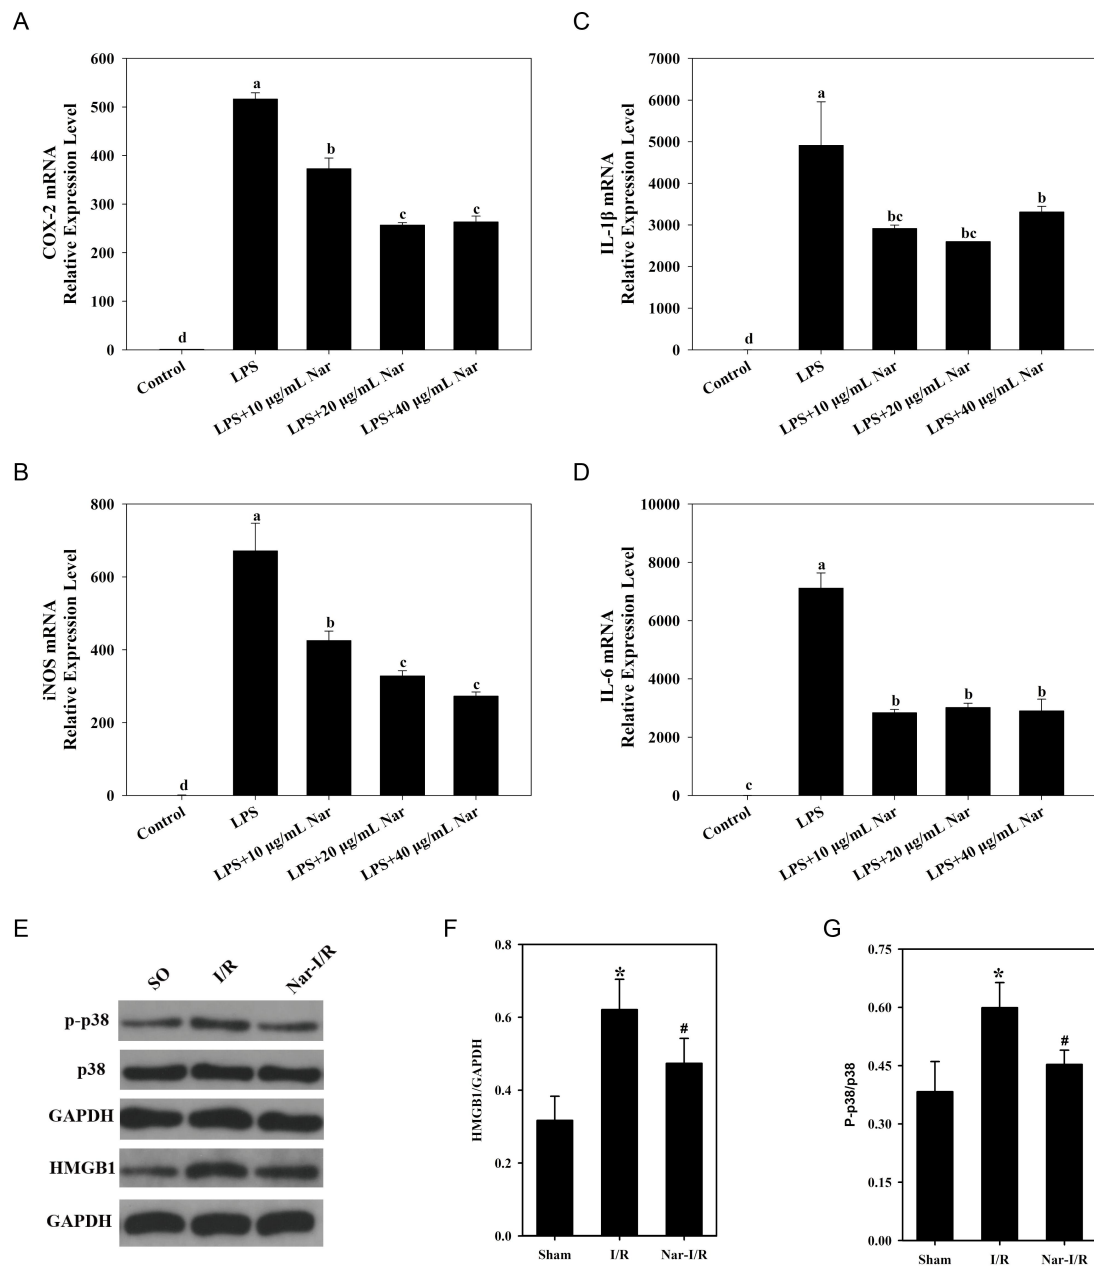 A
COX-2 mRNA
Relative Expression Level
600
500
400
300
200
100
0
d
a
b
c
c
Control
LPS
LPS+10 μg/mL Nar
LPS+20 μg/mL Nar
LPS+40 μg/mL Nar
C
IL-1β mRNA
Relative Expression Level
7000
6000
5000
4000
3000
2000
1000
0
d
a
bc
bc
b
Control
LPS
LPS+10 μg/mL Nar
LPS+20 μg/mL Nar
LPS+40 μg/mL Nar
B
iNOS mRNA
Relative Expression Level
800
600
400
200
0
d
a
b
c
c
Control
LPS
LPS+10 μg/mL Nar
LPS+20 μg/mL Nar
LPS+40 μg/mL Nar
D
IL-6 mRNA
Relative Expression Level
10000
8000
6000
4000
2000
0
c
a
b
b
b
Control
LPS
LPS+10 μg/mL Nar
LPS+20 μg/mL Nar
LPS+40 μg/mL Nar
E
SO
I/R
Nar-I/R
p-p38
p38
GAPDH
HMGB1
GAPDH
F
HMGB1/GAPDH
0.8
0.6
0.4
0.2
0.0
*
#
Sham
I/R
Nar-I/R
G
P-p38/p38
0.75
0.60
0.45
0.30
0.15
0.00
*
#
Sham
I/R
Nar-I/R